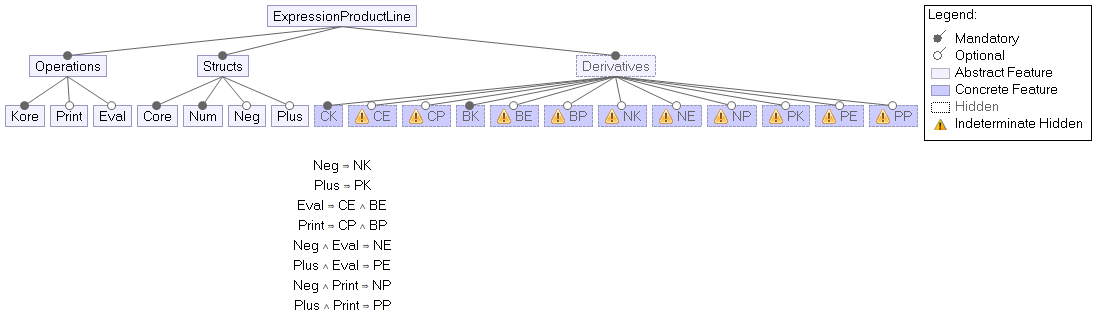 ExpressionProductLine
Legend:
Mandatory
Optional
Abstract Feature
Concrete Feature
Hidden
Indeterminate Hidden
Operations Structs Derivatives
Kore Print Eval Core Num Neg Plus CK CE CP BK BE BP NK NE NP PK PE PP
Neg ⇒ NK
Plus ⇒ PK
Eval ⇒ CE ∧ BE
Print ⇒ CP ∧ BP
Neg ∧ Eval ⇒ NE
Plus ∧ Eval ⇒ PE
Neg ∧ Print ⇒ NP
Plus ∧ Print ⇒ PP